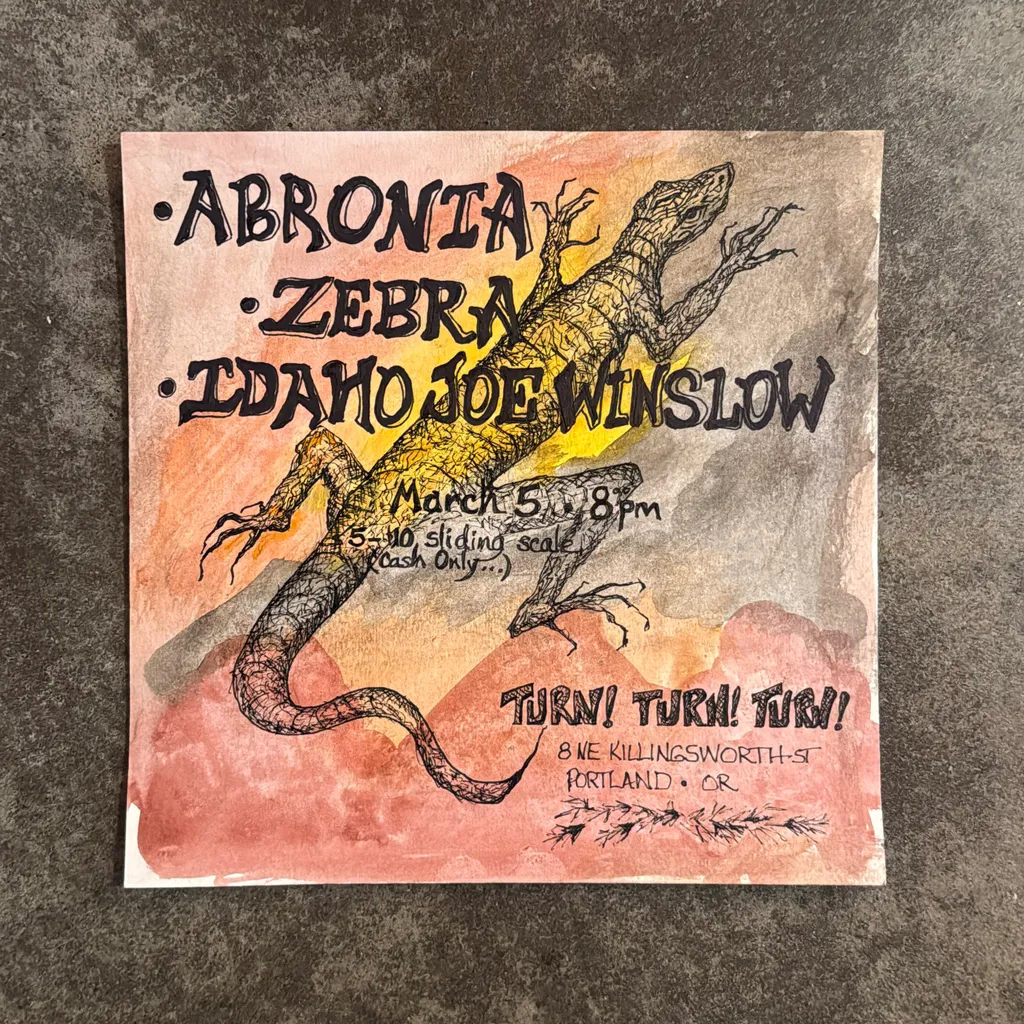 • ABRONIA
• ZEBRA
• IDAHO JOE WINSLOW
March 5 • 8pm
5-10 sliding scale
(Cash Only...)
TURN! TURN! TURN!
8 NE KILLINGSWORTH ST
PORTLAND • OR